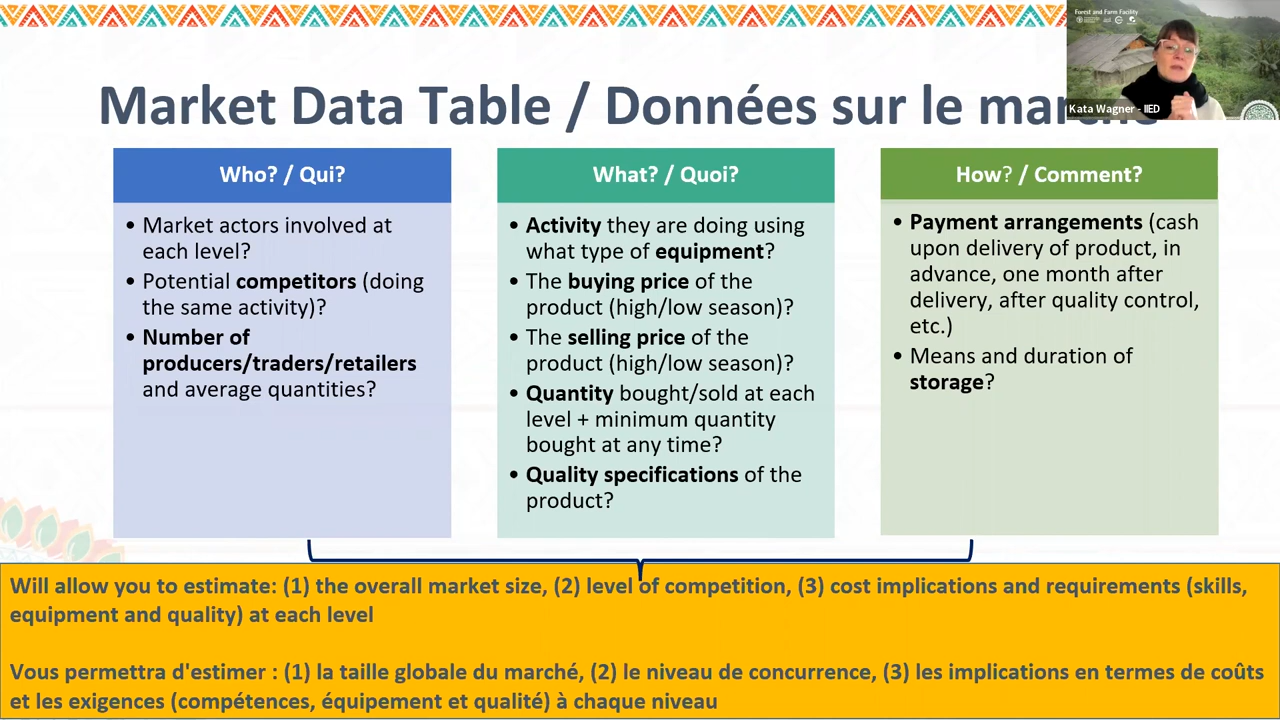 Forest and Farm Facility
Kata Wagner - IIED
Market Data Table / Données sur le marché
Who? / Qui?
• Market actors involved at
each level?
• Potential competitors (doing
the same activity)?
• Number of
producers/traders/retailers
and average quantities?
What? / Quoi?
• Activity they are doing using
what type of equipment?
• The buying price of the
product (high/low season)?
• The selling price of the
product (high/low season)?
• Quantity bought/sold at each
level + minimum quantity
bought at any time?
• Quality specifications of the
product?
How? / Comment?
• Payment arrangements (cash
upon delivery of product, in
advance, one month after
delivery, after quality control,
etc.)
• Means and duration of
storage?
Will allow you to estimate: (1) the overall market size, (2) level of competition, (3) cost implications and requirements (skills,
equipment and quality) at each level
Vous permettra d'estimer : (1) la taille globale du marché, (2) le niveau de concurrence, (3) les implications en termes de coûts
et les exigences (compétences, équipement et qualité) à chaque niveau